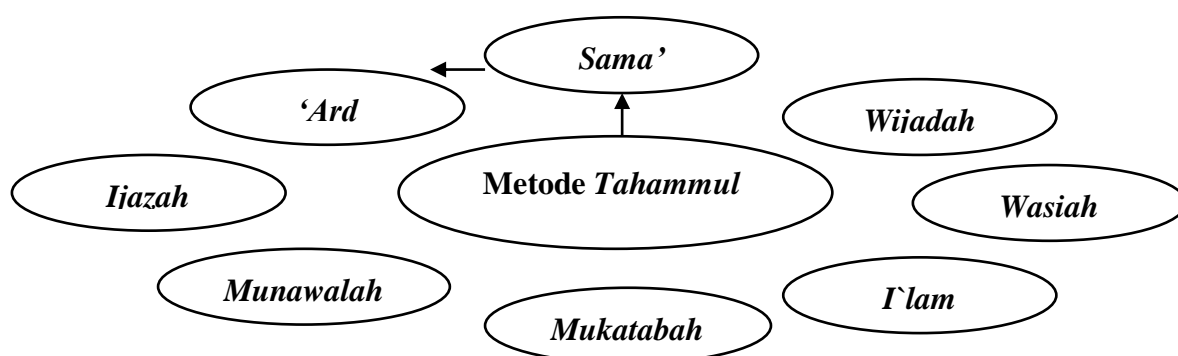 Sama’
‘Ard
Wijadah
Metode Tahammul
Ijazah
Wasiah
Munawalah
I`lam
Mukatabah